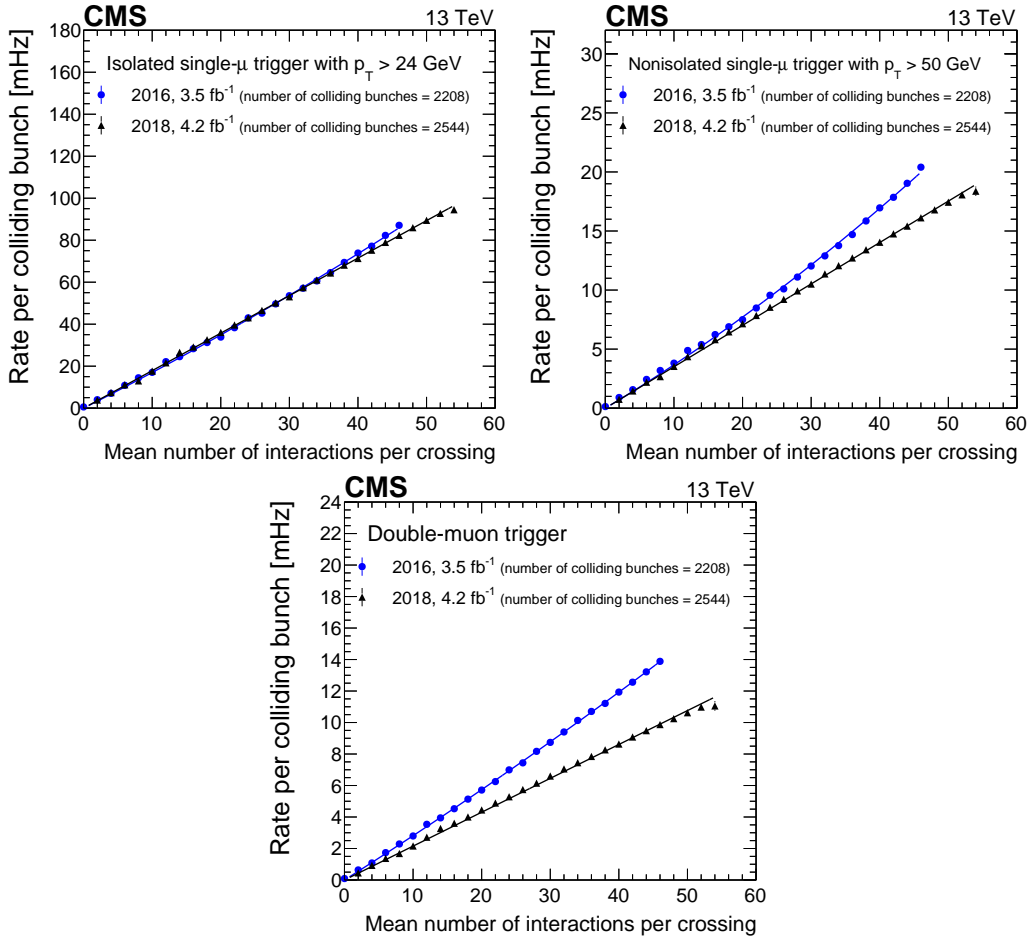 CMS 13 TeV
Rate per colliding bunch [mHz]
180
160
140
120
100
80
60
40
20
0
Isolated single-μ trigger with p_T > 24 GeV
2016, 3.5 fb⁻¹ (number of colliding bunches = 2208)
2018, 4.2 fb⁻¹ (number of colliding bunches = 2544)
0 10 20 30 40 50 60
Mean number of interactions per crossing
CMS 13 TeV
Rate per colliding bunch [mHz]
30
25
20
15
10
5
0
Nonisolated single-μ trigger with p_T > 50 GeV
2016, 3.5 fb⁻¹ (number of colliding bunches = 2208)
2018, 4.2 fb⁻¹ (number of colliding bunches = 2544)
0 10 20 30 40 50 60
Mean number of interactions per crossing
CMS 13 TeV
Rate per colliding bunch [mHz]
24
22
20
18
16
14
12
10
8
6
4
2
0
Double-muon trigger
2016, 3.5 fb⁻¹ (number of colliding bunches = 2208)
2018, 4.2 fb⁻¹ (number of colliding bunches = 2544)
0 10 20 30 40 50 60
Mean number of interactions per crossing